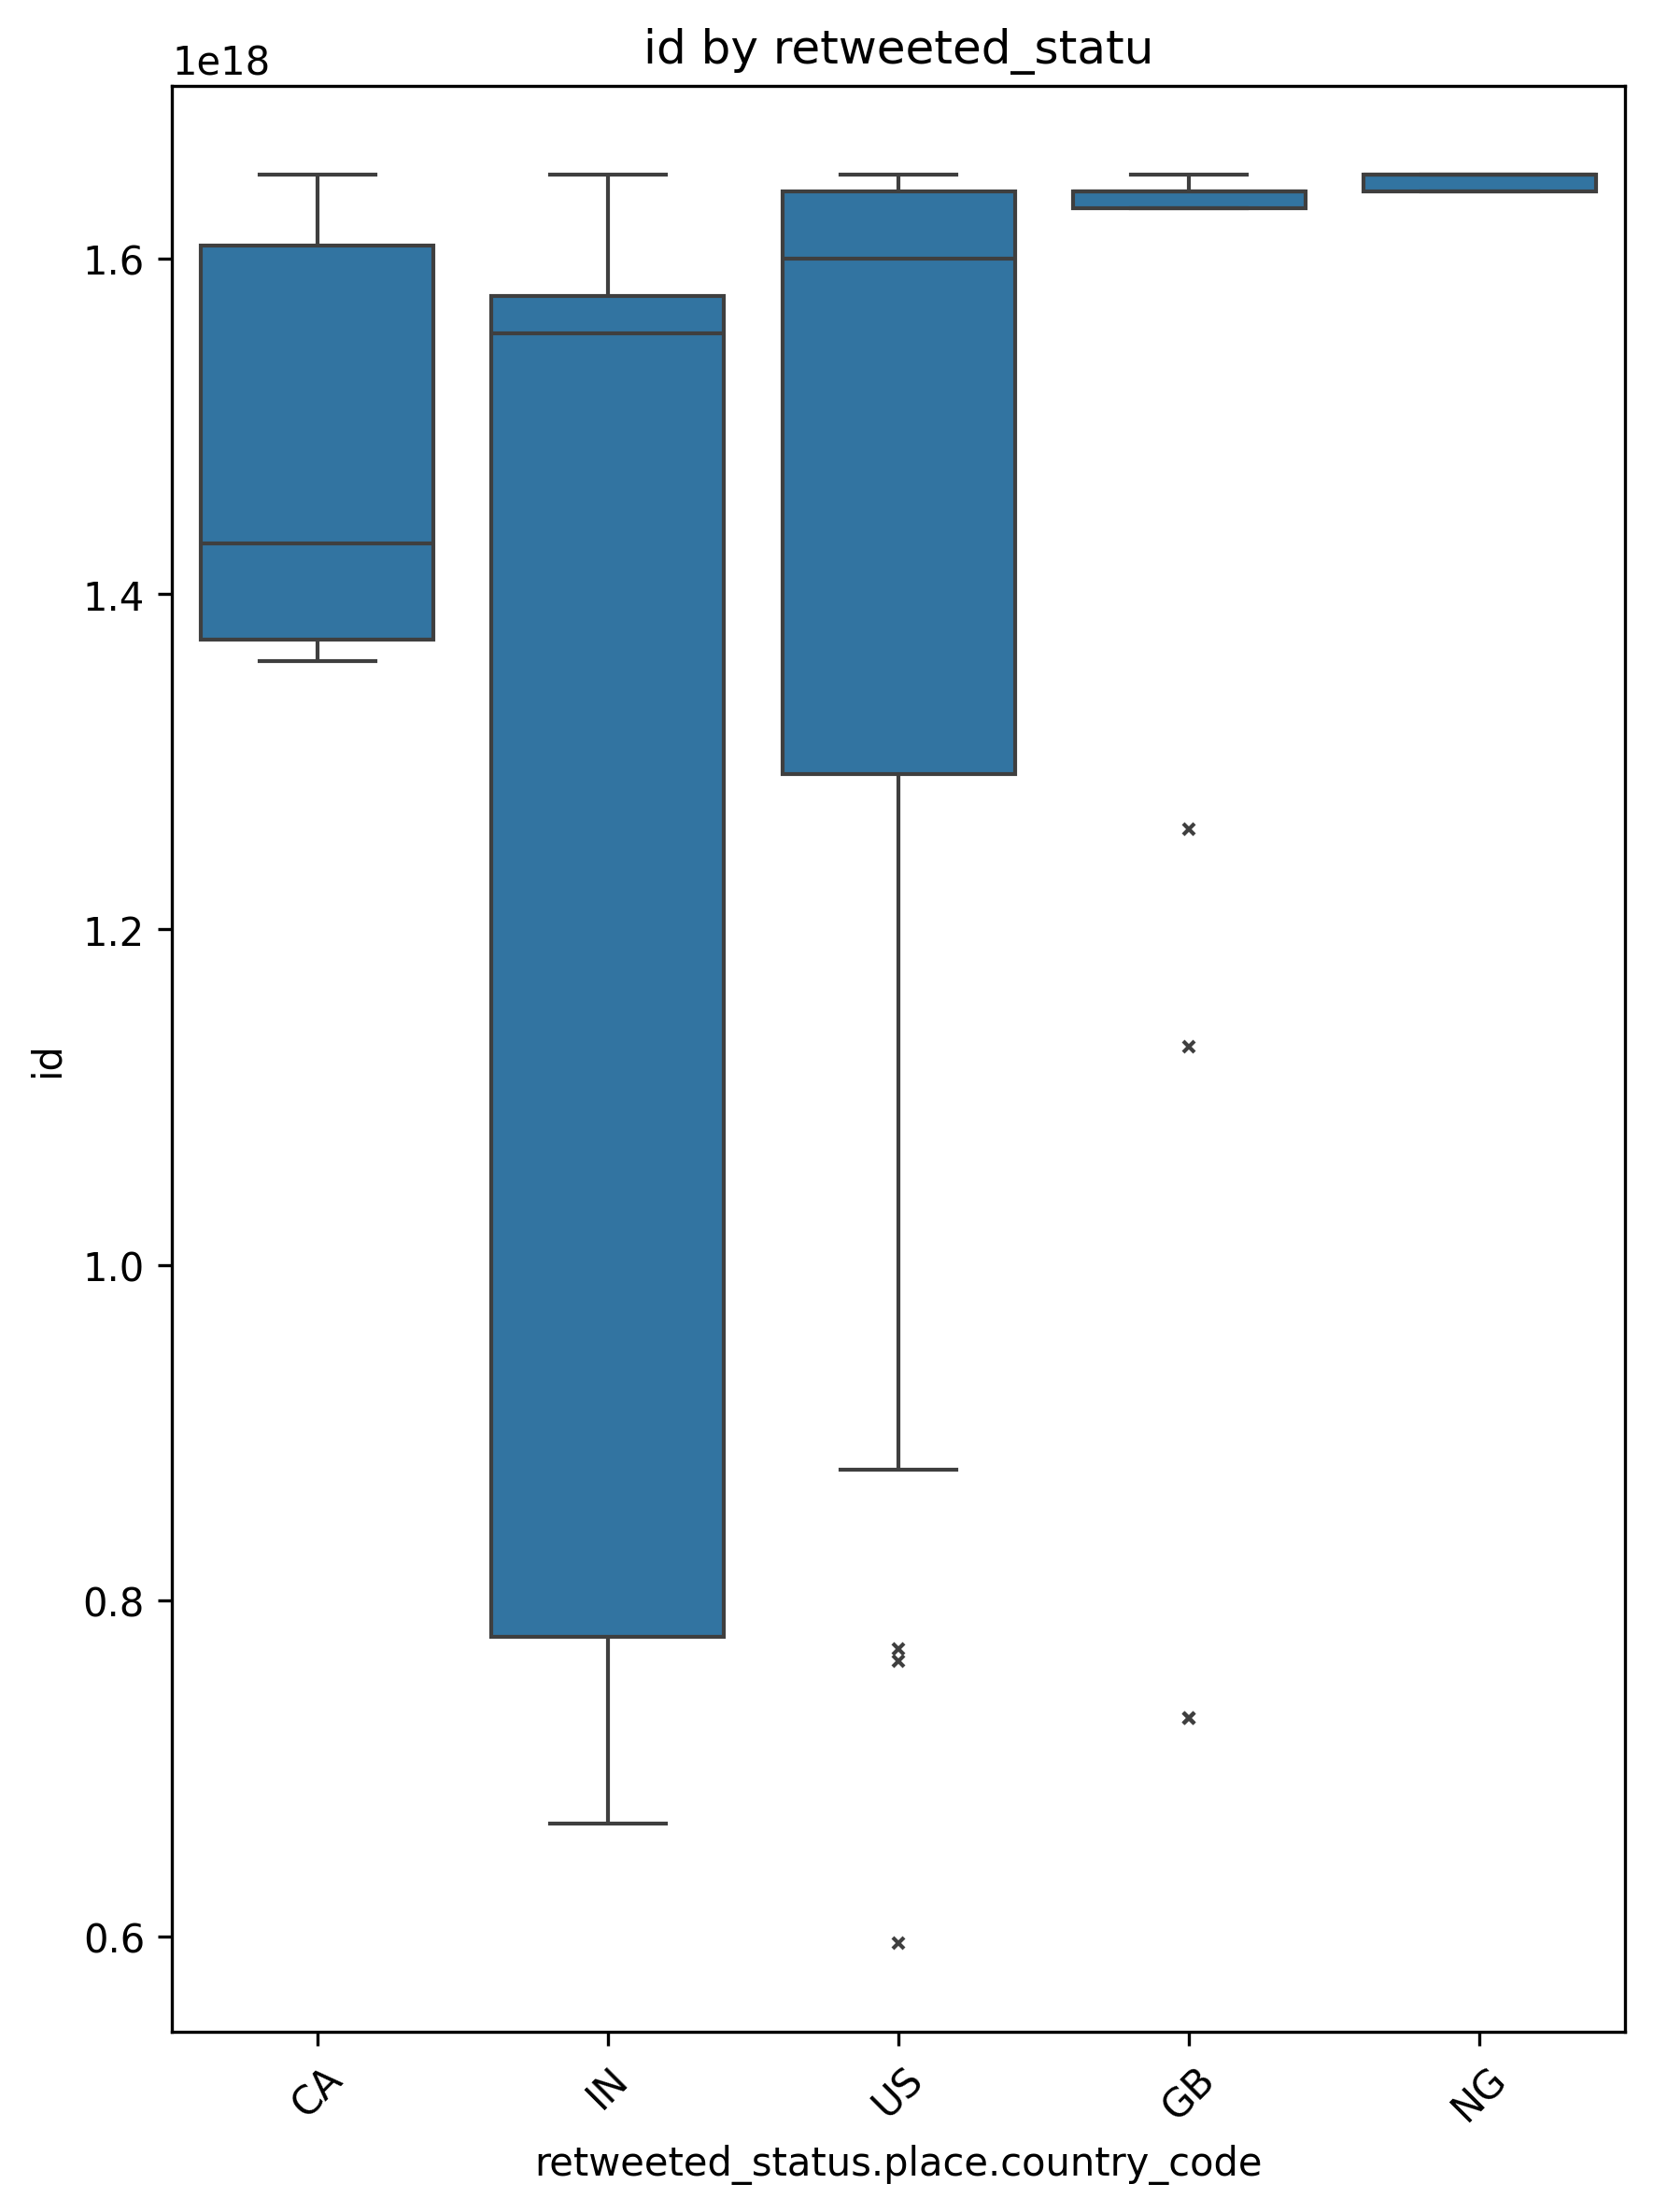 id by retweeted_statu
1e18
1.6
1.4
1.2
1.0
0.8
0.6
id
CA
IN
US
GB
NG
retweeted_status.place.country_code